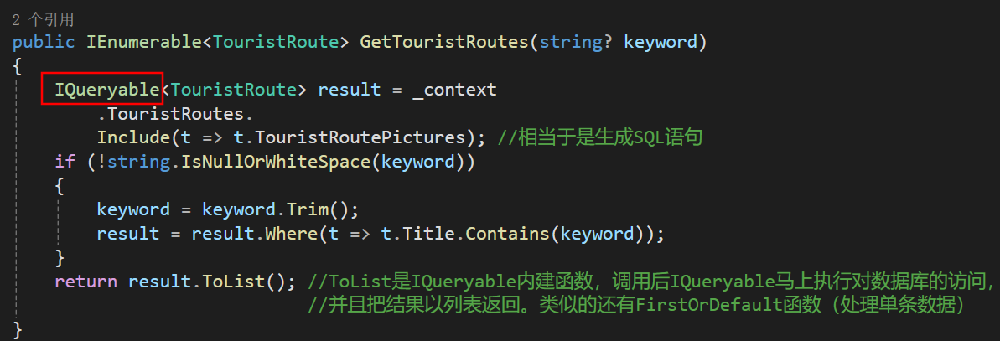 2 个引用
public IEnumerable<TouristRoute> GetTouristRoutes(string? keyword)
{
IQueryable<TouristRoute> result = _context
.TouristRoutes.
Include(t => t.TouristRoutePictures); //相当于是生成SQL语句
if (!string.IsNullOrWhiteSpace(keyword))
{
keyword = keyword.Trim();
result = result.Where(t => t.Title.Contains(keyword));
}
return result.ToList(); //ToList是IQueryable内建函数，调用后IQueryable马上执行对数据库的访问，
//并且把结果以列表返回。类似的还有FirstOrDefault函数（处理单条数据）
}